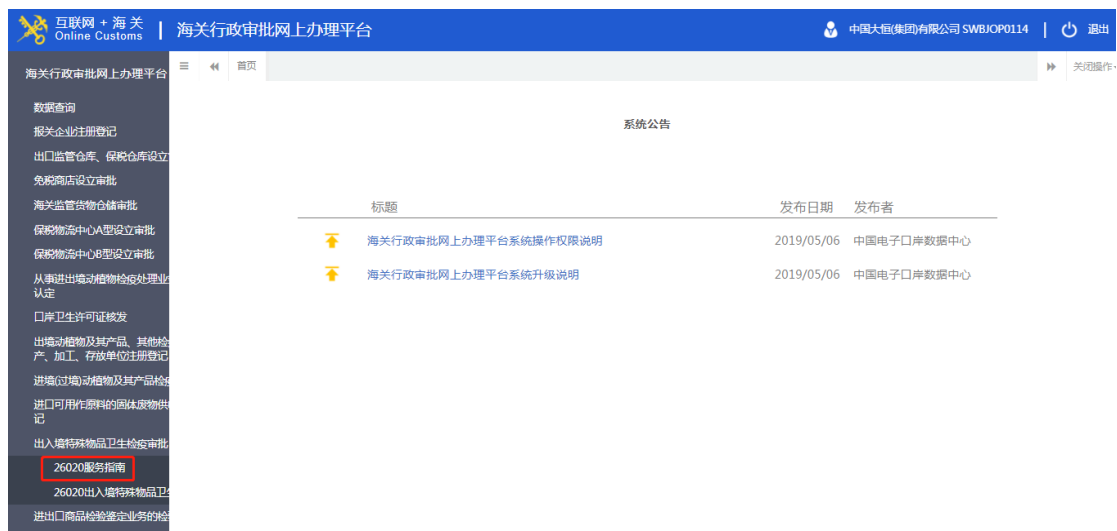 互联网 + 海 关
Online Customs
海关行政审批网上办理平台
中国大恒(集团)有限公司 SWBJOP0114
退出
海关行政审批网上办理平台
首页
关闭操作
数据查询
报关企业注册登记
出口监管仓库、保税仓库设立
免税商店设立审批
海关监管货物仓储审批
保税物流中心A型设立审批
保税物流中心B型设立审批
从事进出境动植物检疫处理业
认定
口岸卫生许可证核发
出境动植物及其产品、其他检
产、加工、存放单位注册登记
进境(过境)动植物及其产品检疫
进口可用作原料的固体废物供
记
出入境特殊物品卫生检疫审批
26020服务指南
26020出入境特殊物品卫生
进出口商品检验鉴定业务的检
系统公告
标题 发布日期 发布者
海关行政审批网上办理平台系统操作权限说明 2019/05/06 中国电子口岸数据中心
海关行政审批网上办理平台系统升级说明 2019/05/06 中国电子口岸数据中心